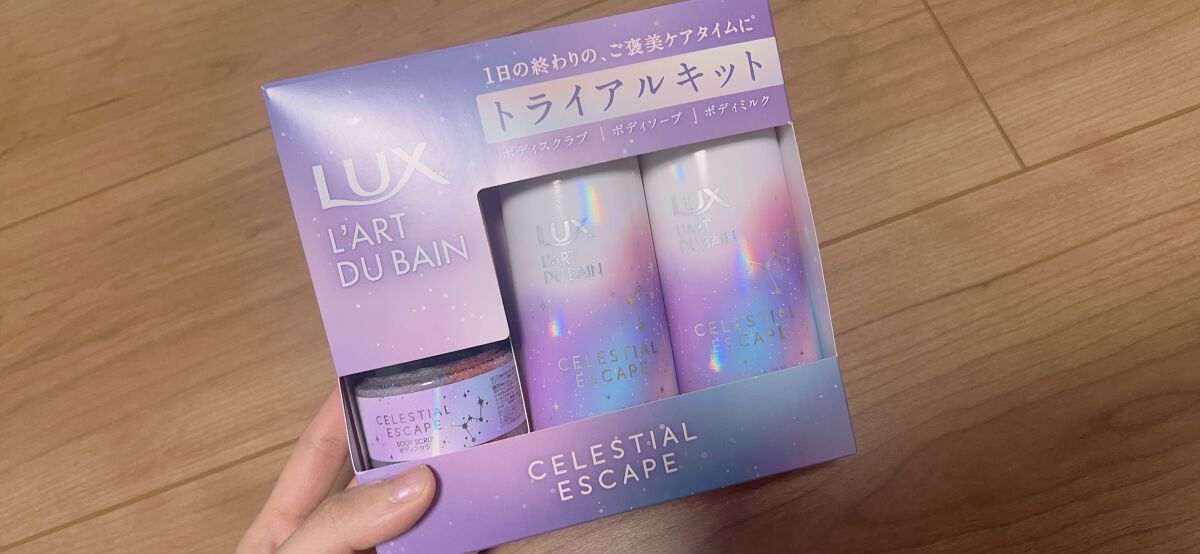 1日の終わりの、ご褒美ケアタイムに
トライアルキット
ボディスクラブ | ボディソープ | ボディミルク
LUX
L'ART
DU BAIN
LUX
L'ART
DU BAIN
CELESTIAL
ESCAPE
LUX
L'ART
DU BAIN
CELESTIAL
ESCAPE
CELESTIAL
ESCAPE
BODY SCRUB
ボディスクラブ
CELESTIAL
ESCAPE